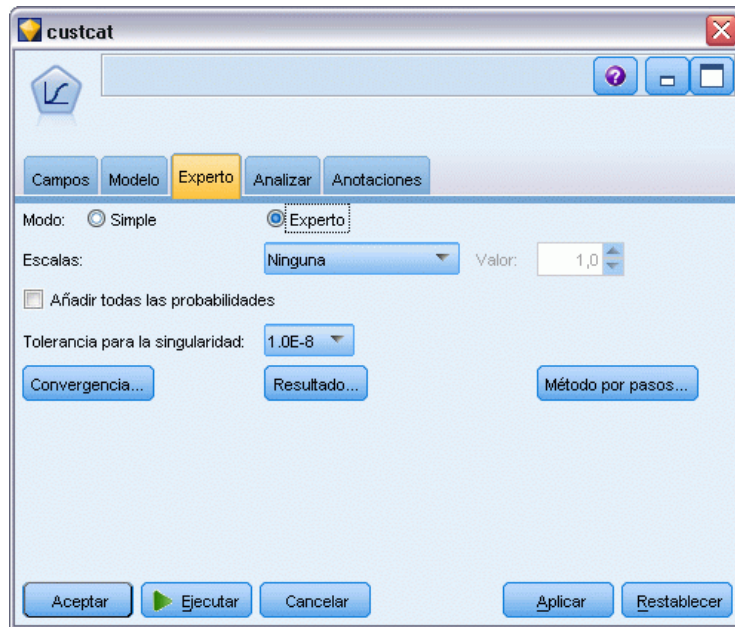 custcat
Campos Modelo Experto Analizar Anotaciones
Modo: Simple Experto
Escalas: Ninguna Valor: 1,0
Añadir todas las probabilidades
Tolerancia para la singularidad: 1.0E-8
Convergencia... Resultado... Método por pasos...
Aceptar Ejecutar Cancelar Aplicar Restablecer